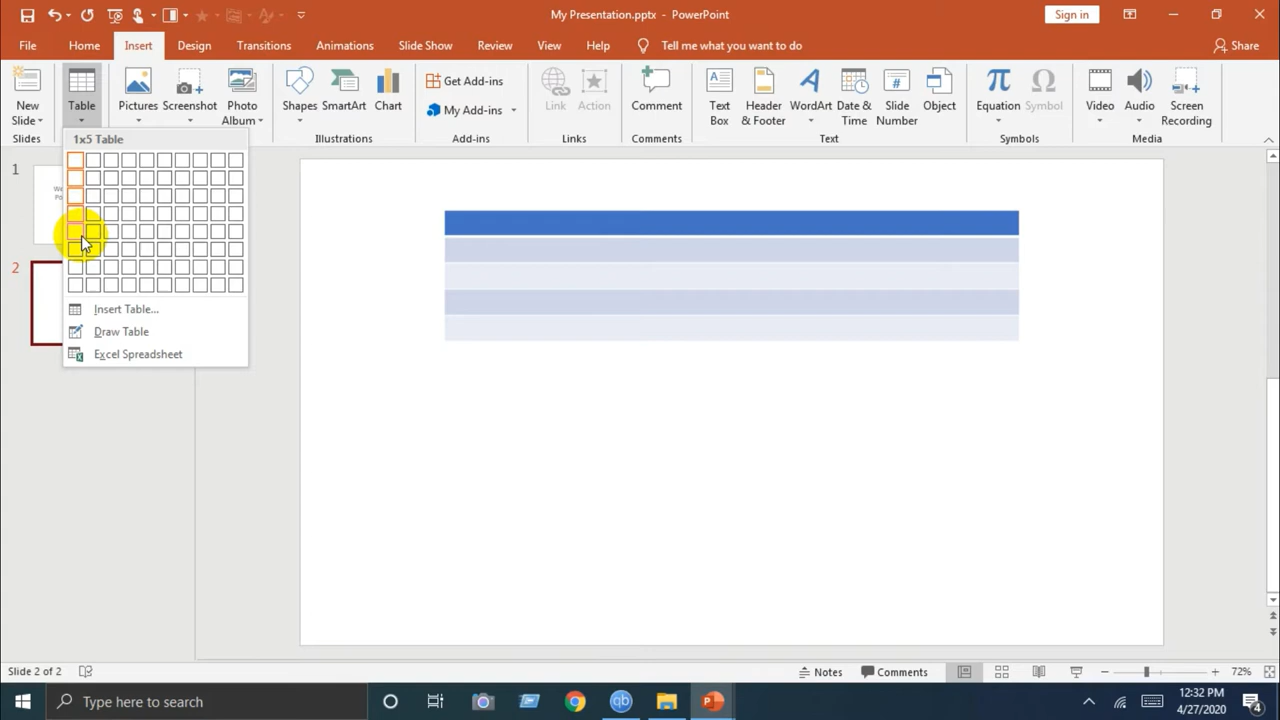 My Presentation.pptx - PowerPoint
Sign in
File Home Insert Design Transitions Animations Slide Show Review View Help Tell me what you want to do Share
New Slide
Table
Pictures
Screenshot
Photo Album
Shapes
SmartArt
Chart
Get Add-ins
My Add-ins
Link
Action
Comment
Text Box
Header & Footer
WordArt
Date & Time
Slide Number
Object
Equation
Symbol
Video
Audio
Screen Recording
Slides
Illustrations
Add-ins
Links
Comments
Text
Symbols
Media
1x5 Table
Insert Table...
Draw Table
Excel Spreadsheet
1
2
Slide 2 of 2
Notes
Comments
72%
Type here to search
qb
12:32 PM
4/27/2020
4